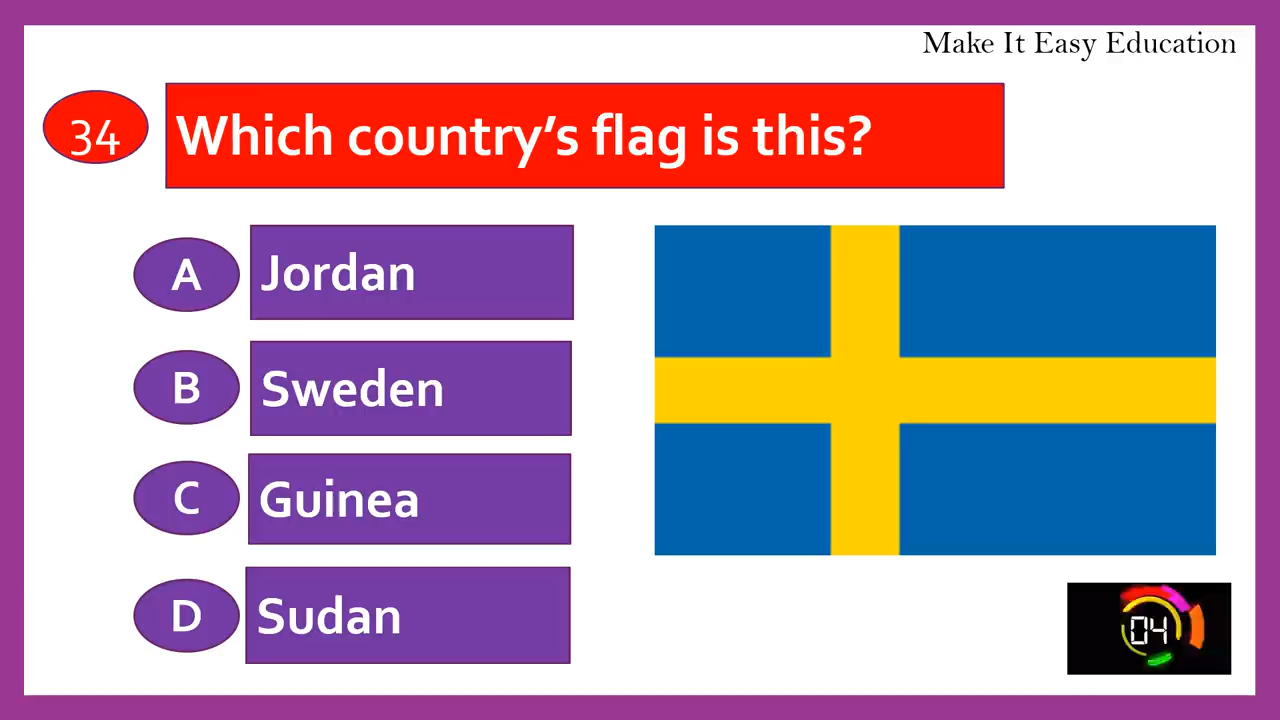 Make It Easy Education
34
Which country’s flag is this?
A
Jordan
B
Sweden
C
Guinea
D
Sudan
04